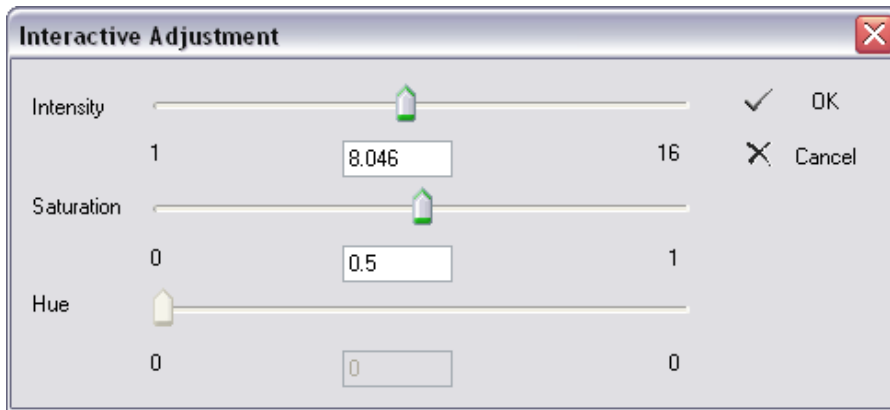 Interactive Adjustment
Intensity
OK
1
8.046
16
Cancel
Saturation
0
0.5
1
Hue
0
0
0